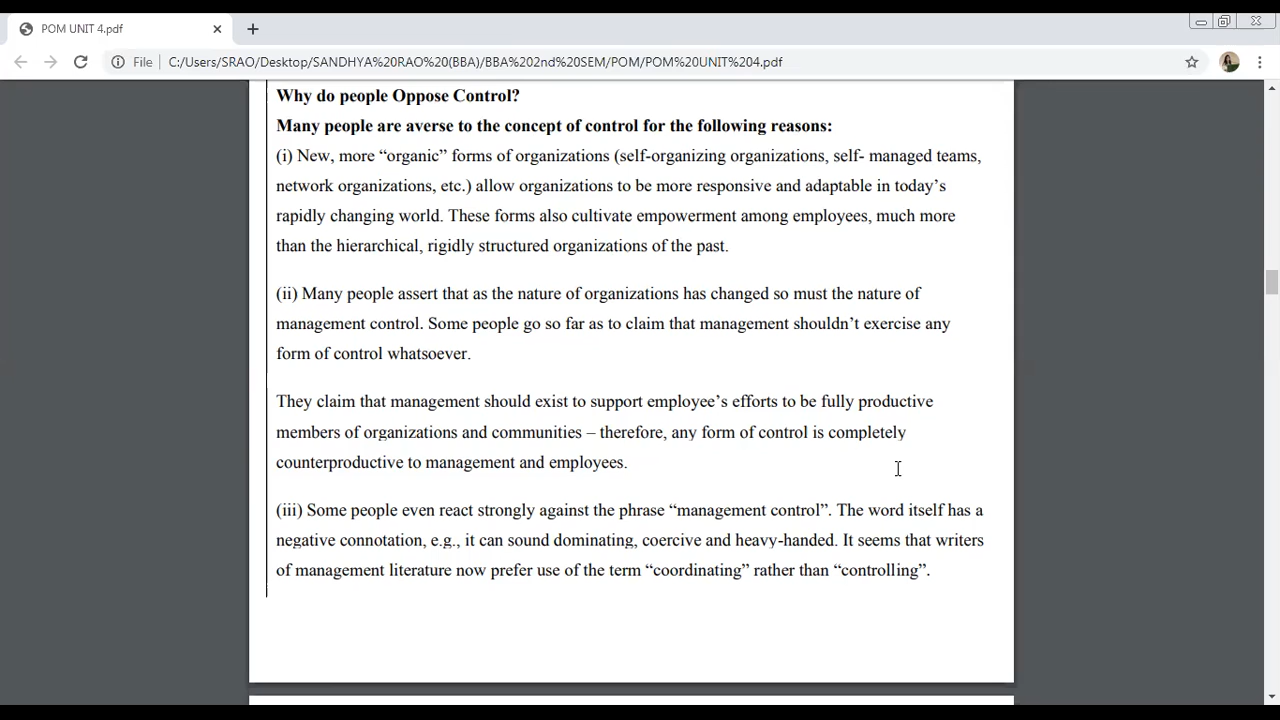 POM UNIT 4.pdf
File
C:/Users/SRAO/Desktop/SANDHYA%20RAO%20(BBA)/BBA%202nd%20SEM/POM/POM%20UNIT%204.pdf
Why do people Oppose Control?
Many people are averse to the concept of control for the following reasons:
(i) New, more “organic” forms of organizations (self-organizing organizations, self- managed teams,
network organizations, etc.) allow organizations to be more responsive and adaptable in today’s
rapidly changing world. These forms also cultivate empowerment among employees, much more
than the hierarchical, rigidly structured organizations of the past.
(ii) Many people assert that as the nature of organizations has changed so must the nature of
management control. Some people go so far as to claim that management shouldn’t exercise any
form of control whatsoever.
They claim that management should exist to support employee’s efforts to be fully productive
members of organizations and communities – therefore, any form of control is completely
counterproductive to management and employees.
(iii) Some people even react strongly against the phrase “management control”. The word itself has a
negative connotation, e.g., it can sound dominating, coercive and heavy-handed. It seems that writers
of management literature now prefer use of the term “coordinating” rather than “controlling”.